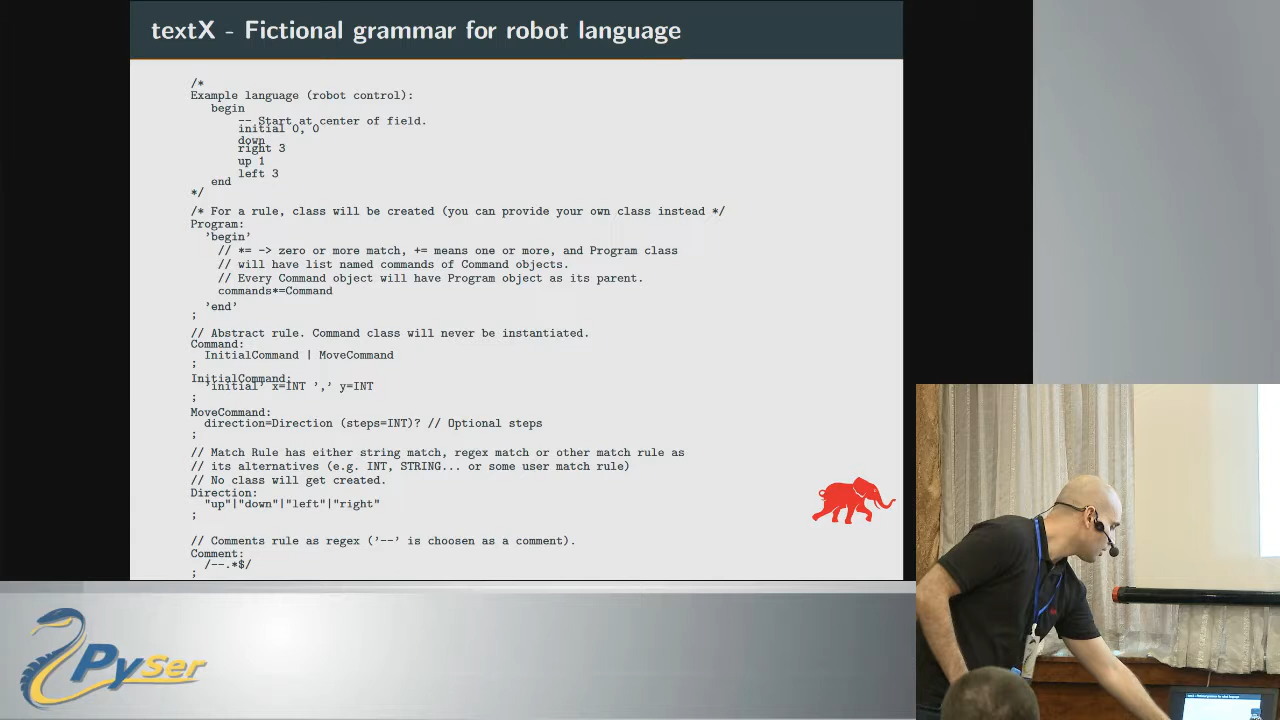 textX - Fictional grammar for robot language
/*
Example language (robot control):
begin
-- Start at center of field.
initial 0, 0
down
right 3
up 1
left 3
end
*/
/* For a rule, class will be created (you can provide your own class instead */
Program:
'begin'
// *= -> zero or more match, += means one or more, and Program class
// will have list named commands of Command objects.
// Every Command object will have Program object as its parent.
commands*=Command
'end'
;
// Abstract rule. Command class will never be instantiated.
Command:
InitialCommand | MoveCommand
;
InitialCommand:
'initial' x=INT ',' y=INT
;
MoveCommand:
direction=Direction (steps=INT)? // Optional steps
;
// Match Rule has either string match, regex match or other match rule as
// its alternatives (e.g. INT, STRING... or some user match rule)
// No class will get created.
Direction:
"up"|"down"|"left"|"right"
;
// Comments rule as regex ('--' is choosen as a comment).
Comment:
/--.*$/
;
PySer